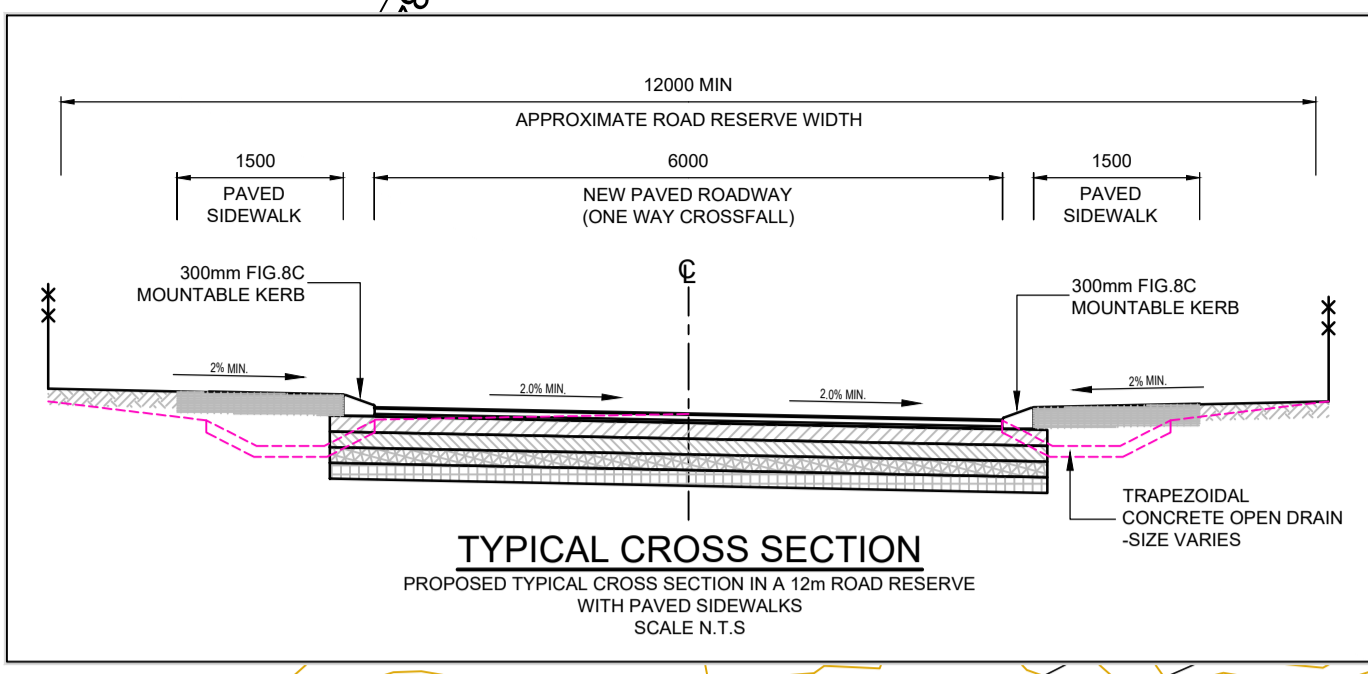 12000 MIN
APPROXIMATE ROAD RESERVE WIDTH
1500
PAVED
SIDEWALK
6000
NEW PAVED ROADWAY
(ONE WAY CROSSFALL)
1500
PAVED
SIDEWALK
300mm FIG.8C
MOUNTABLE KERB
℄
300mm FIG.8C
MOUNTABLE KERB
2% MIN.
2.0% MIN.
2.0% MIN.
2% MIN.
TRAPEZOIDAL
CONCRETE OPEN DRAIN
-SIZE VARIES
TYPICAL CROSS SECTION
PROPOSED TYPICAL CROSS SECTION IN A 12m ROAD RESERVE
WITH PAVED SIDEWALKS
SCALE N.T.S